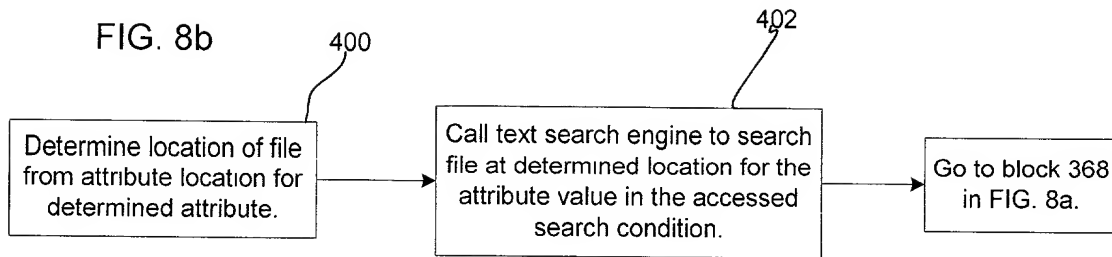 FIG. 8b
400
402
Determine location of file
from attribute location for
determined attribute.
Call text search engine to search
file at determined location for the
attribute value in the accessed
search condition.
Go to block 368
in FIG. 8a.